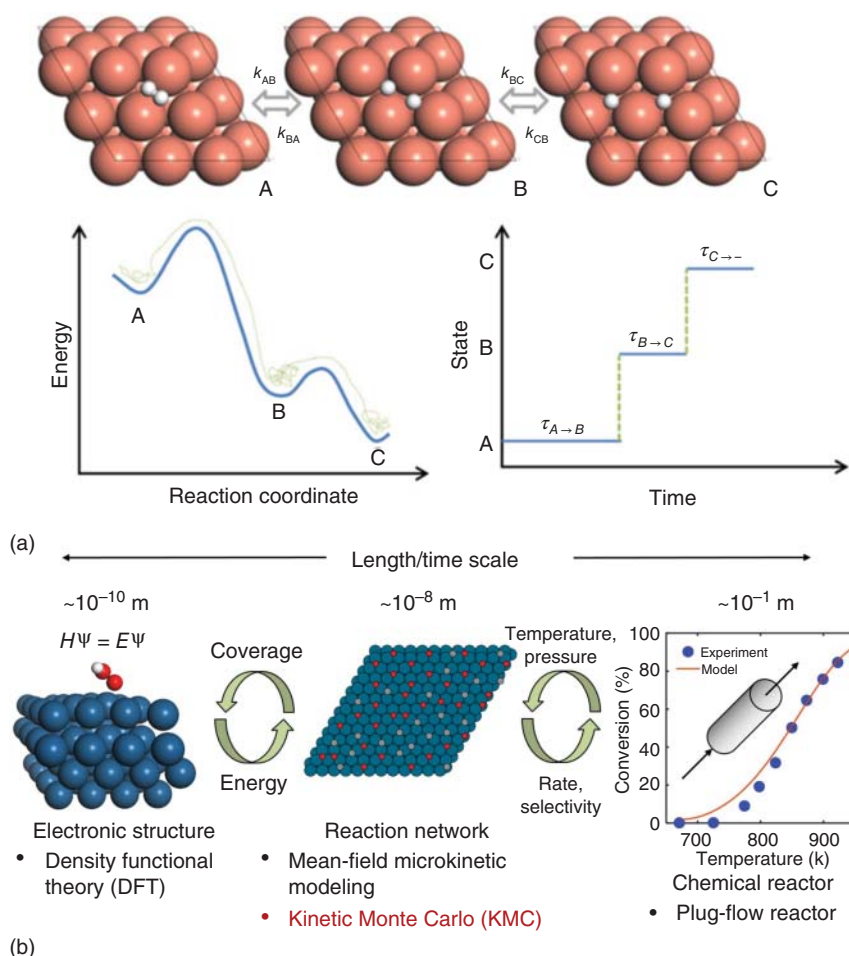 k_AB
k_BC
k_BA
k_CB
A
B
C
Energy
A
B
C
Reaction coordinate
State
C
B
A
τ_C→–
τ_B→C
τ_A→B
Time
(a)
Length/time scale
~10⁻¹⁰ m
~10⁻⁸ m
~10⁻¹ m
HΨ = EΨ
Coverage
Energy
Temperature,
pressure
Rate,
selectivity
Conversion (%)
100
80
60
40
20
0
Experiment
Model
700 800 900
Temperature (k)
Electronic structure
• Density functional
theory (DFT)
Reaction network
• Mean-field microkinetic
modeling
• Kinetic Monte Carlo (KMC)
Chemical reactor
• Plug-flow reactor
(b)